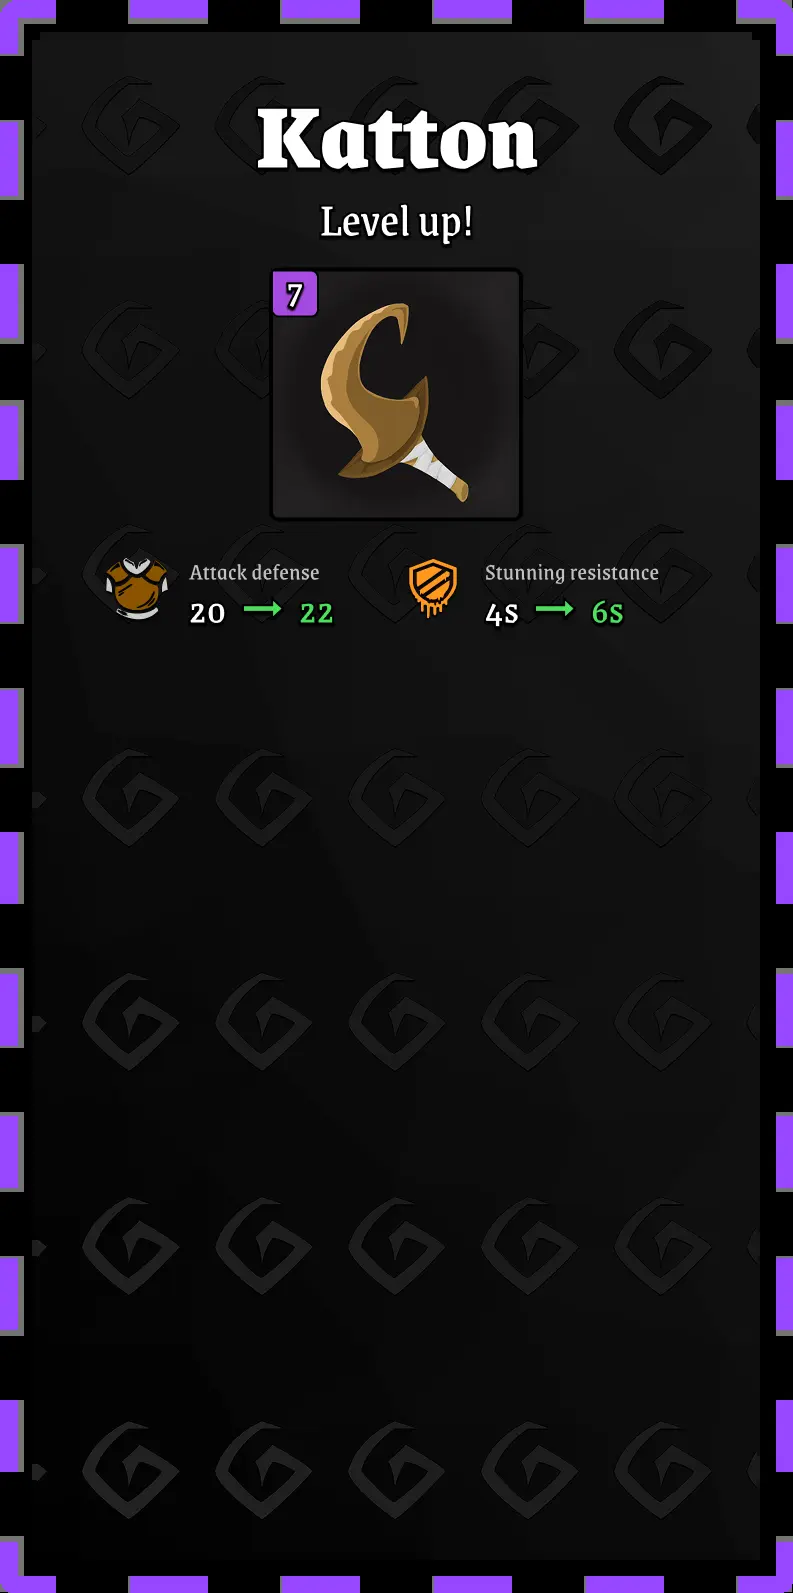 Katton
Level up!
7
Attack defense
20 → 22
Stunning resistance
4s → 6s